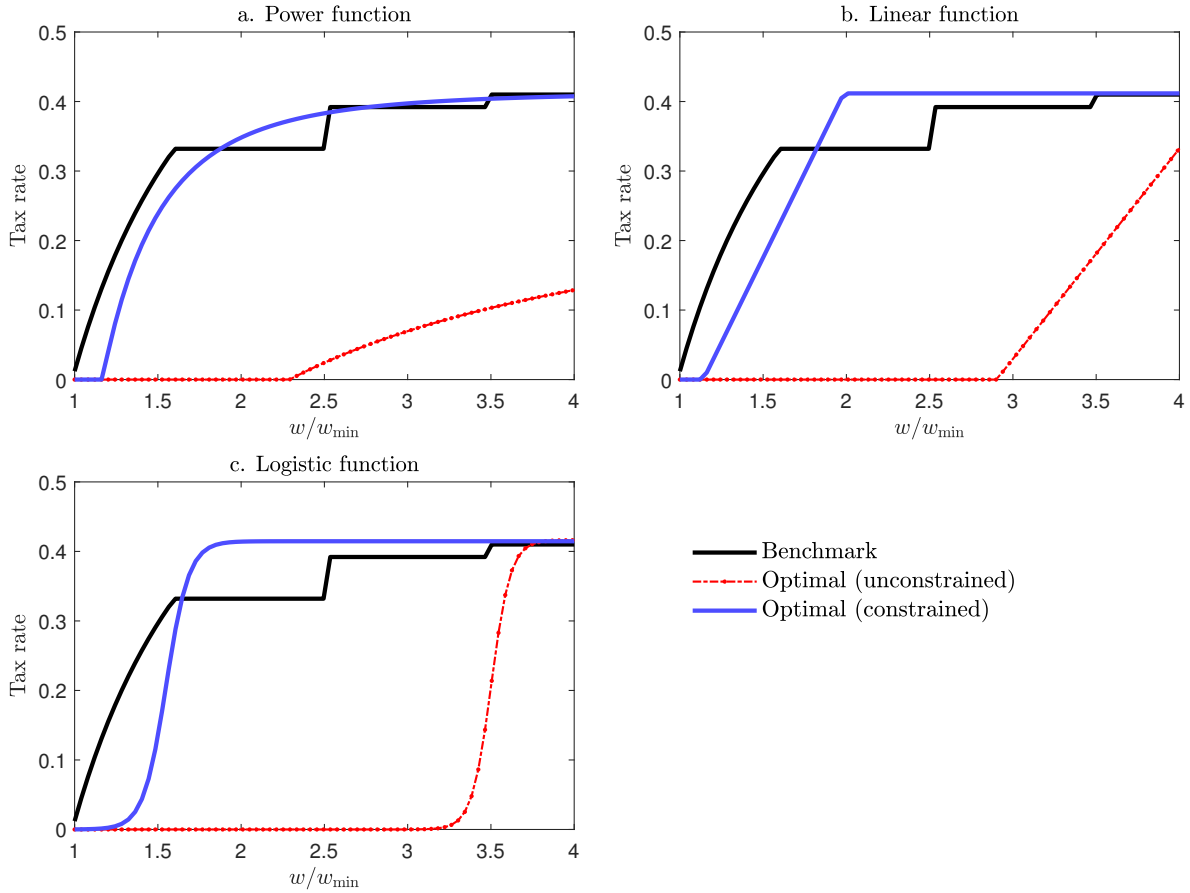 a. Power function
0.5
0.4
0.3
0.2
0.1
0
Tax rate
1 1.5 2 2.5 3 3.5 4
w/w_min
b. Linear function
0.5
0.4
0.3
0.2
0.1
0
Tax rate
1 1.5 2 2.5 3 3.5 4
w/w_min
c. Logistic function
0.5
0.4
0.3
0.2
0.1
0
Tax rate
1 1.5 2 2.5 3 3.5 4
w/w_min
Benchmark
Optimal (unconstrained)
Optimal (constrained)